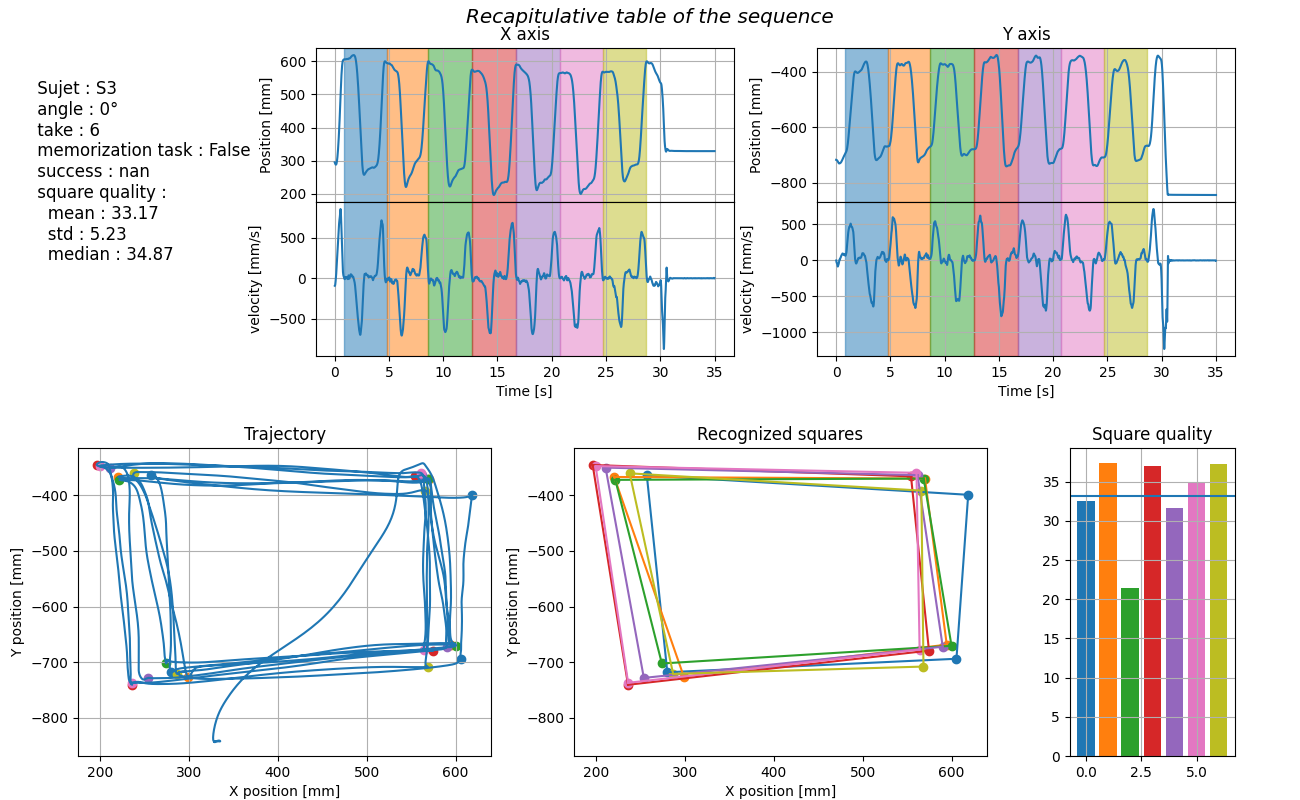 Recapitulative table of the sequence
X axis
Y axis
Sujet : S3
angle : 0°
take : 6
memorization task : False
success : nan
square quality :
mean : 33.17
std : 5.23
median : 34.87
Position [mm]
600
500
400
300
200
velocity [mm/s]
500
0
−500
0 5 10 15 20 25 30 35
Time [s]
Position [mm]
−400
−600
−800
velocity [mm/s]
500
0
−500
−1000
0 5 10 15 20 25 30 35
Time [s]
Trajectory
Y position [mm]
−400
−500
−600
−700
−800
200 300 400 500 600
X position [mm]
Recognized squares
Y position [mm]
−400
−500
−600
−700
−800
200 300 400 500 600
X position [mm]
Square quality
35
30
25
20
15
10
5
0
0.0 2.5 5.0